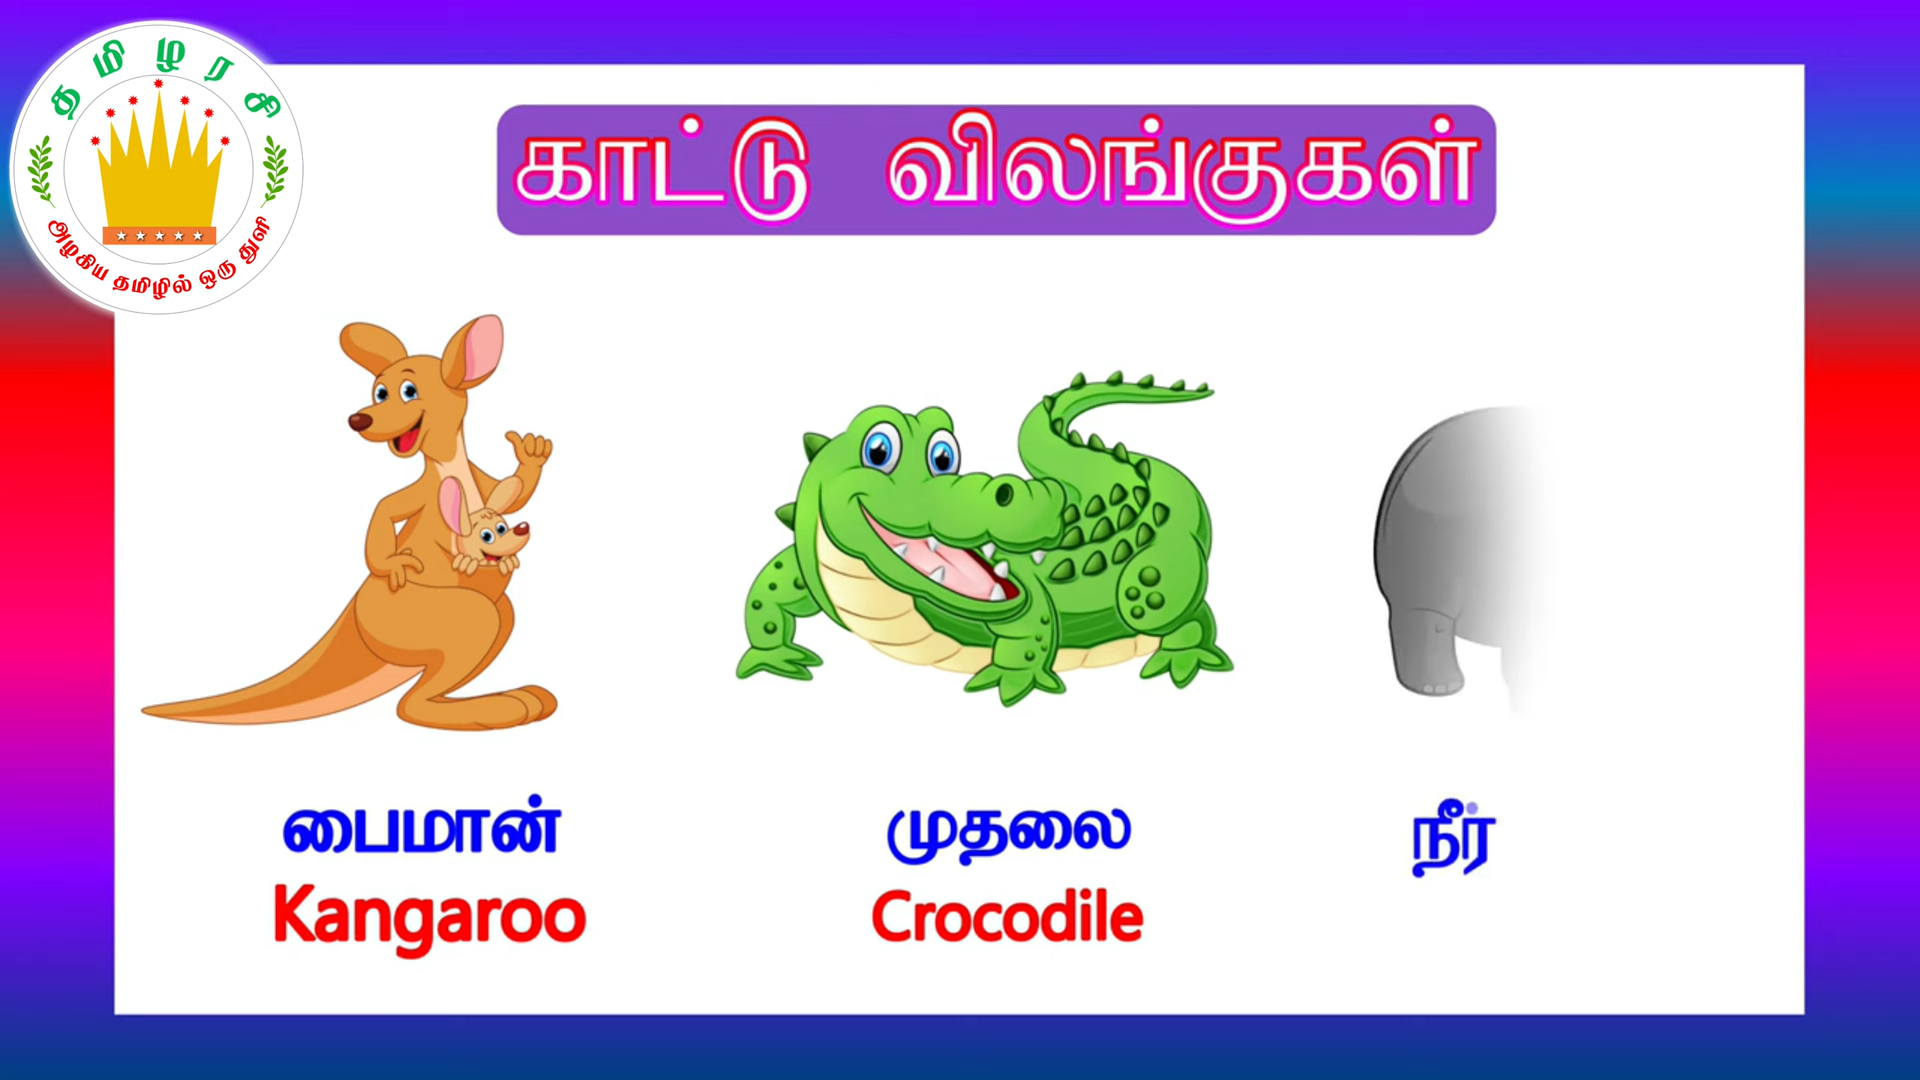 தமிழரசி
அழகிய தமிழில் ஒரு துளி
காட்டு விலங்குகள்
பைமான்
முதலை
நீர்
Kangaroo
Crocodile